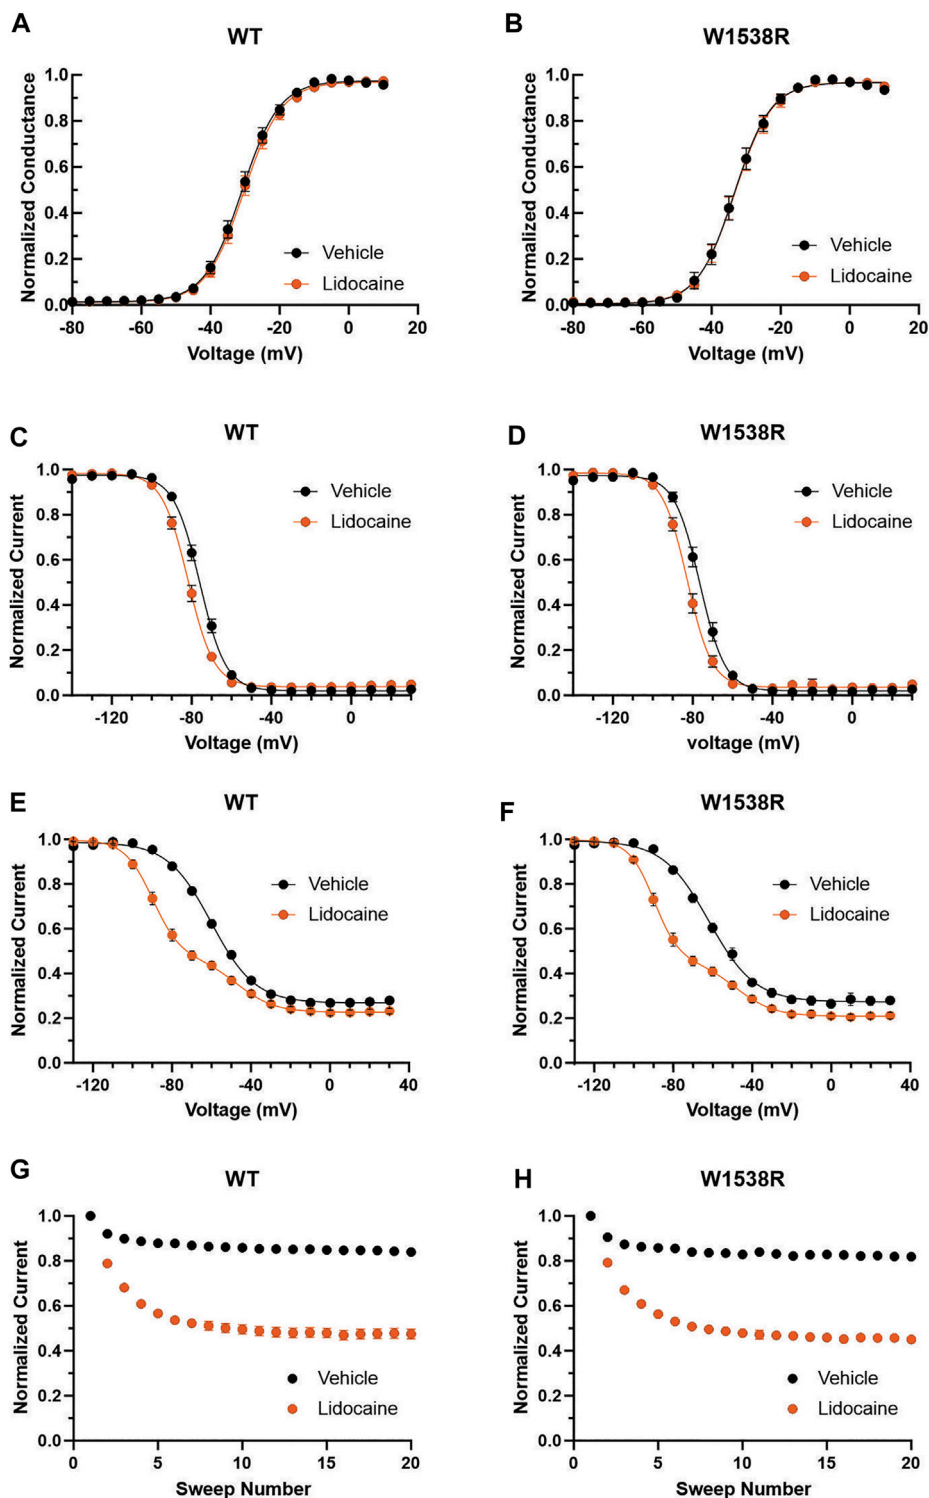 A
WT
Normalized Conductance
1.0
0.8
0.6
0.4
0.2
0.0
Vehicle
Lidocaine
-80 -60 -40 -20 0 20
Voltage (mV)
B
W1538R
Normalized Conductance
1.0
0.8
0.6
0.4
0.2
0.0
Vehicle
Lidocaine
-80 -60 -40 -20 0 20
Voltage (mV)
C
WT
Normalized Current
1.0
0.8
0.6
0.4
0.2
0.0
Vehicle
Lidocaine
-120 -80 -40 0
Voltage (mV)
D
W1538R
Normalized Current
1.0
0.8
0.6
0.4
0.2
0.0
Vehicle
Lidocaine
-120 -80 -40 0
voltage (mV)
E
WT
Normalized Current
1.0
0.8
0.6
0.4
0.2
0.0
Vehicle
Lidocaine
-120 -80 -40 0 40
Voltage (mV)
F
W1538R
Normalized Current
1.0
0.8
0.6
0.4
0.2
0.0
Vehicle
Lidocaine
-120 -80 -40 0 40
Voltage (mV)
G
WT
Normalized Current
1.0
0.8
0.6
0.4
0.2
0.0
Vehicle
Lidocaine
0 5 10 15 20
Sweep Number
H
W1538R
Normalized Current
1.0
0.8
0.6
0.4
0.2
0.0
Vehicle
Lidocaine
0 5 10 15 20
Sweep Number